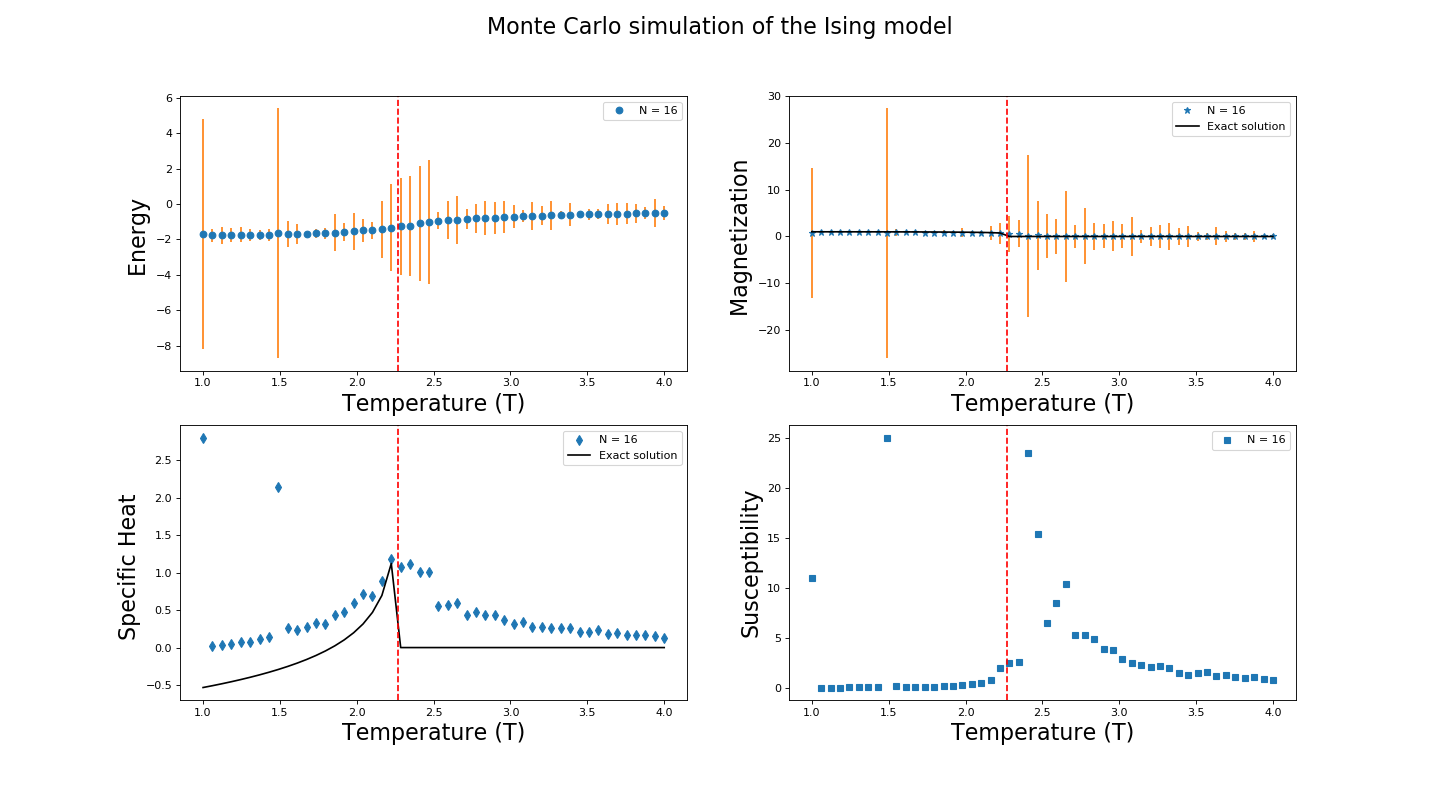 Monte Carlo simulation of the Ising model
6
4
2
0
−2
−4
−6
−8
Energy
N = 16
1.0 1.5 2.0 2.5 3.0 3.5 4.0
Temperature (T)
30
20
10
0
−10
−20
Magnetization
N = 16
Exact solution
1.0 1.5 2.0 2.5 3.0 3.5 4.0
Temperature (T)
2.5
2.0
1.5
1.0
0.5
0.0
−0.5
Specific Heat
N = 16
Exact solution
1.0 1.5 2.0 2.5 3.0 3.5 4.0
Temperature (T)
25
20
15
10
5
0
Susceptibility
N = 16
1.0 1.5 2.0 2.5 3.0 3.5 4.0
Temperature (T)